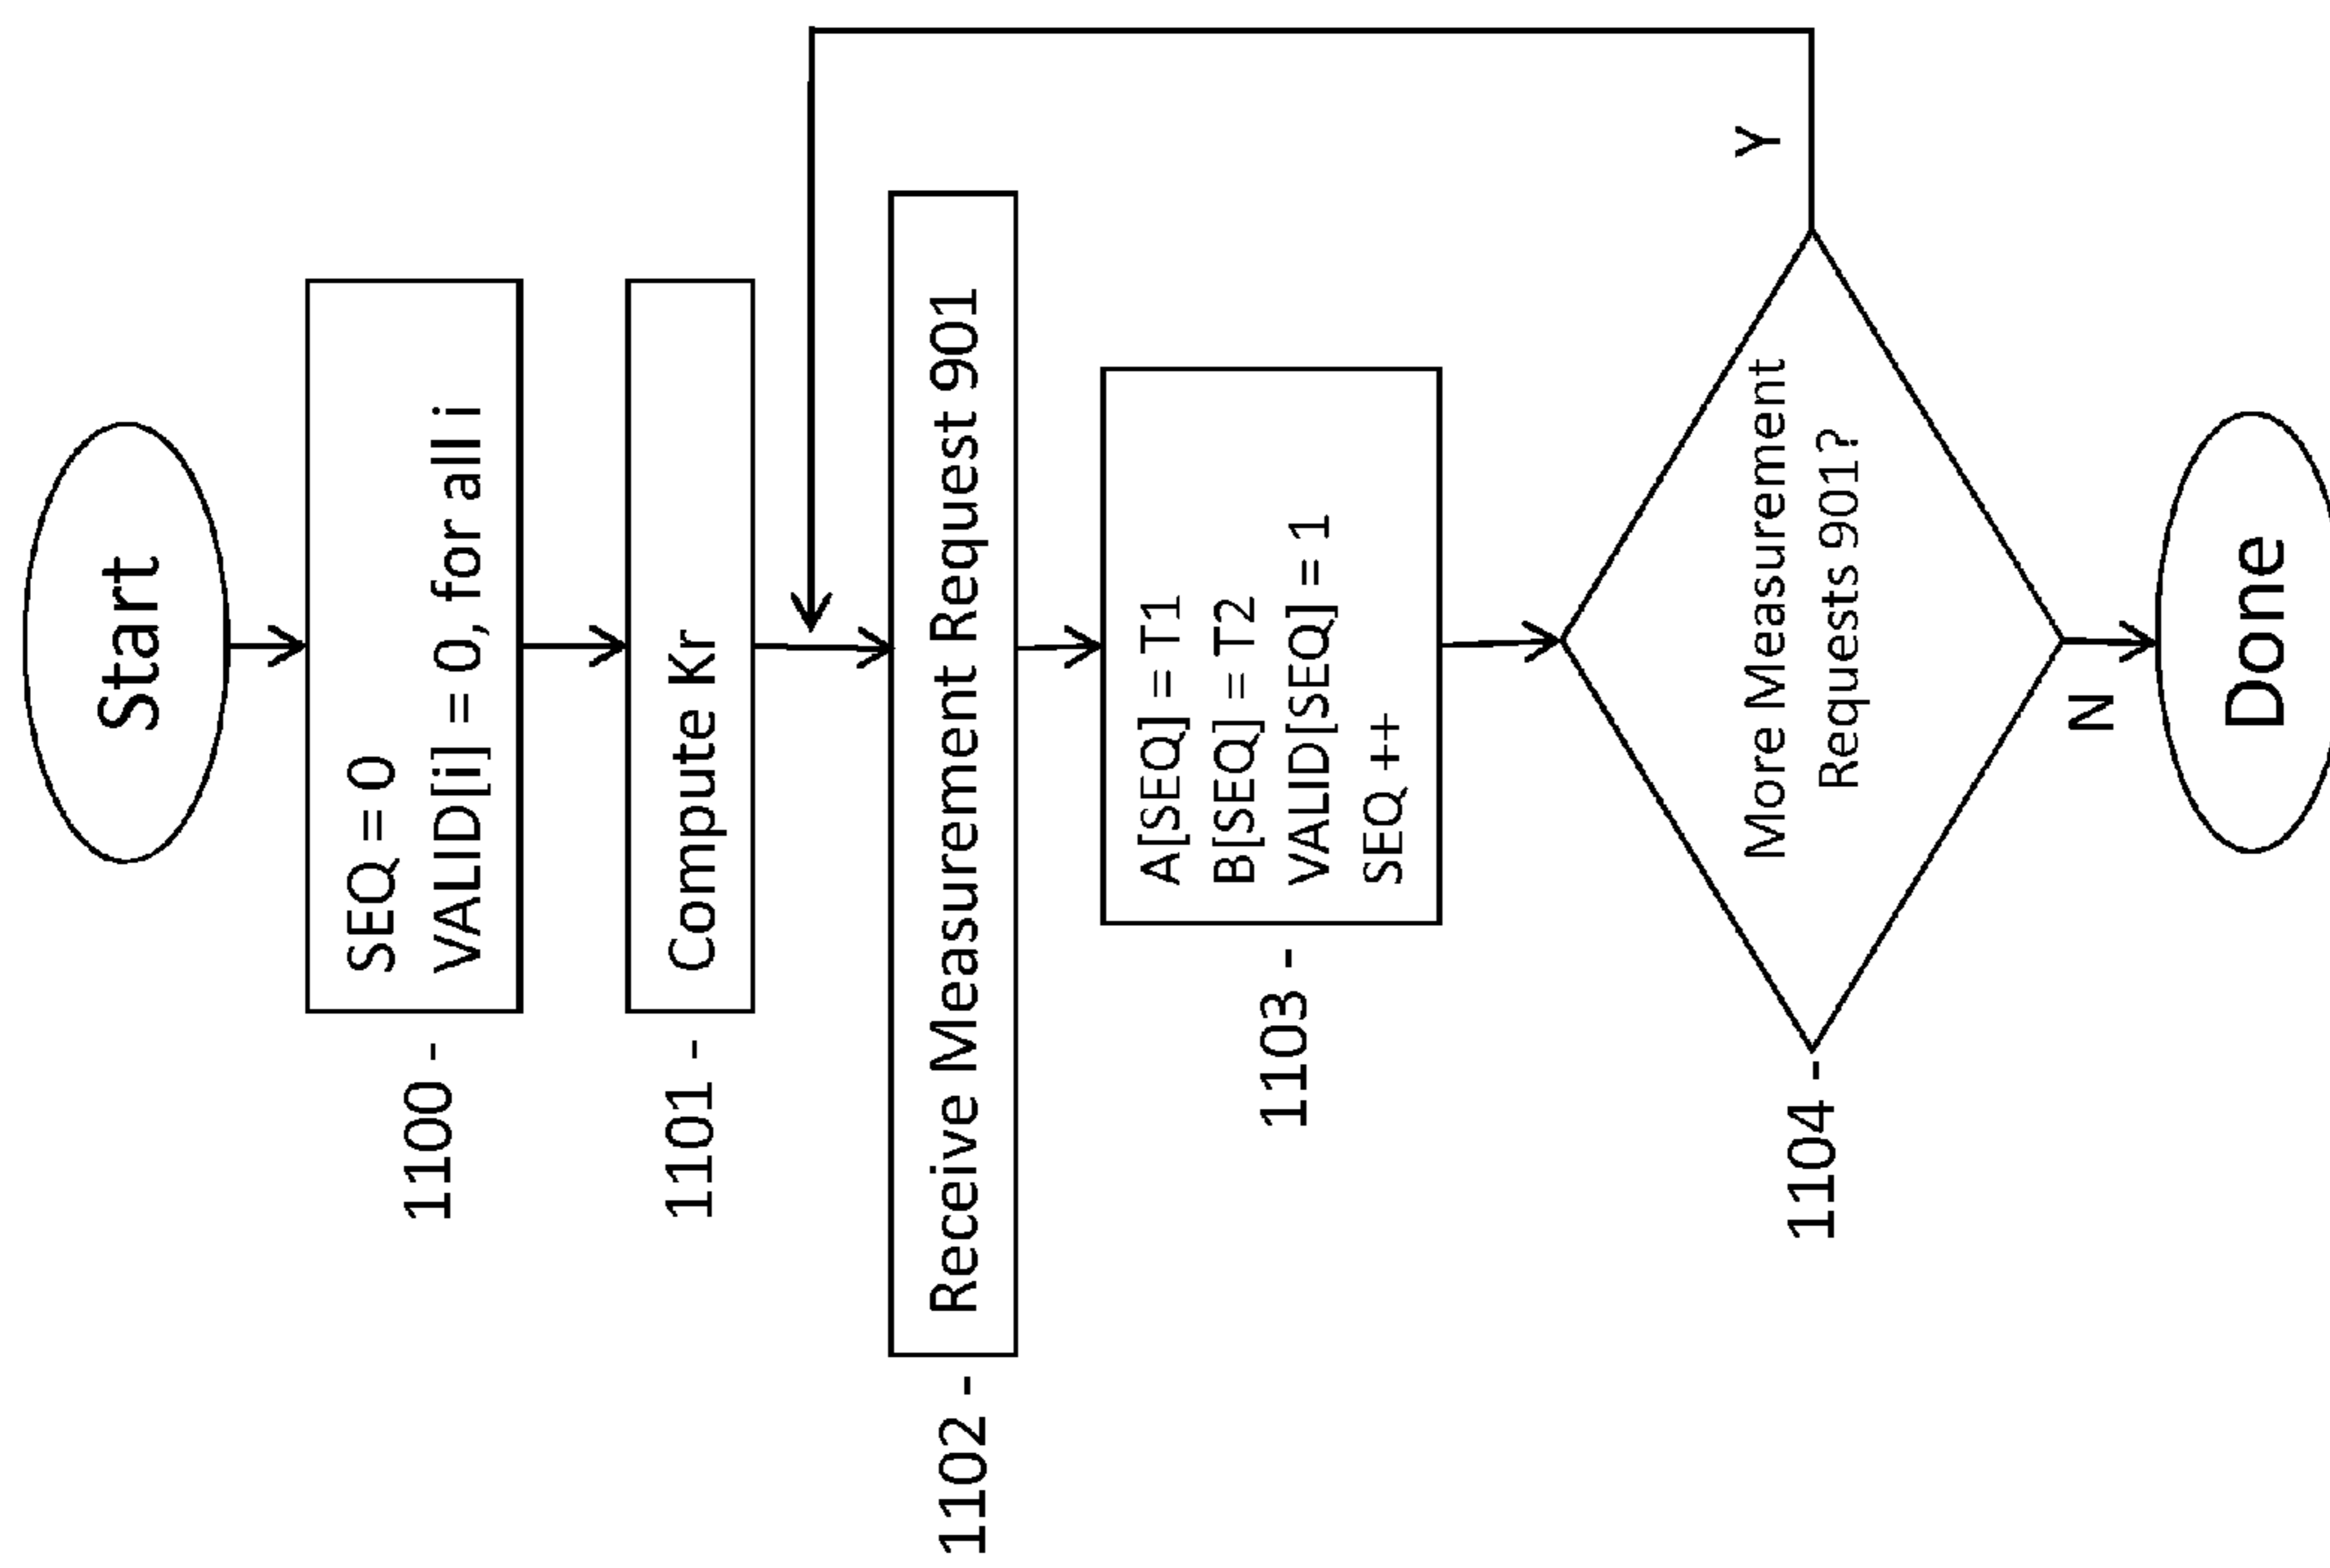 Start
1100 -
SEQ = 0
VALID[i] = 0, for all i
1101 -
Compute Kr
1102 -
Receive Measurement Request 901
1103 -
A[SEQ] = T1
B[SEQ] = T2
VALID[SEQ] = 1
SEQ ++
1104 -
More Measurement
Requests 901?
Y
N
Done